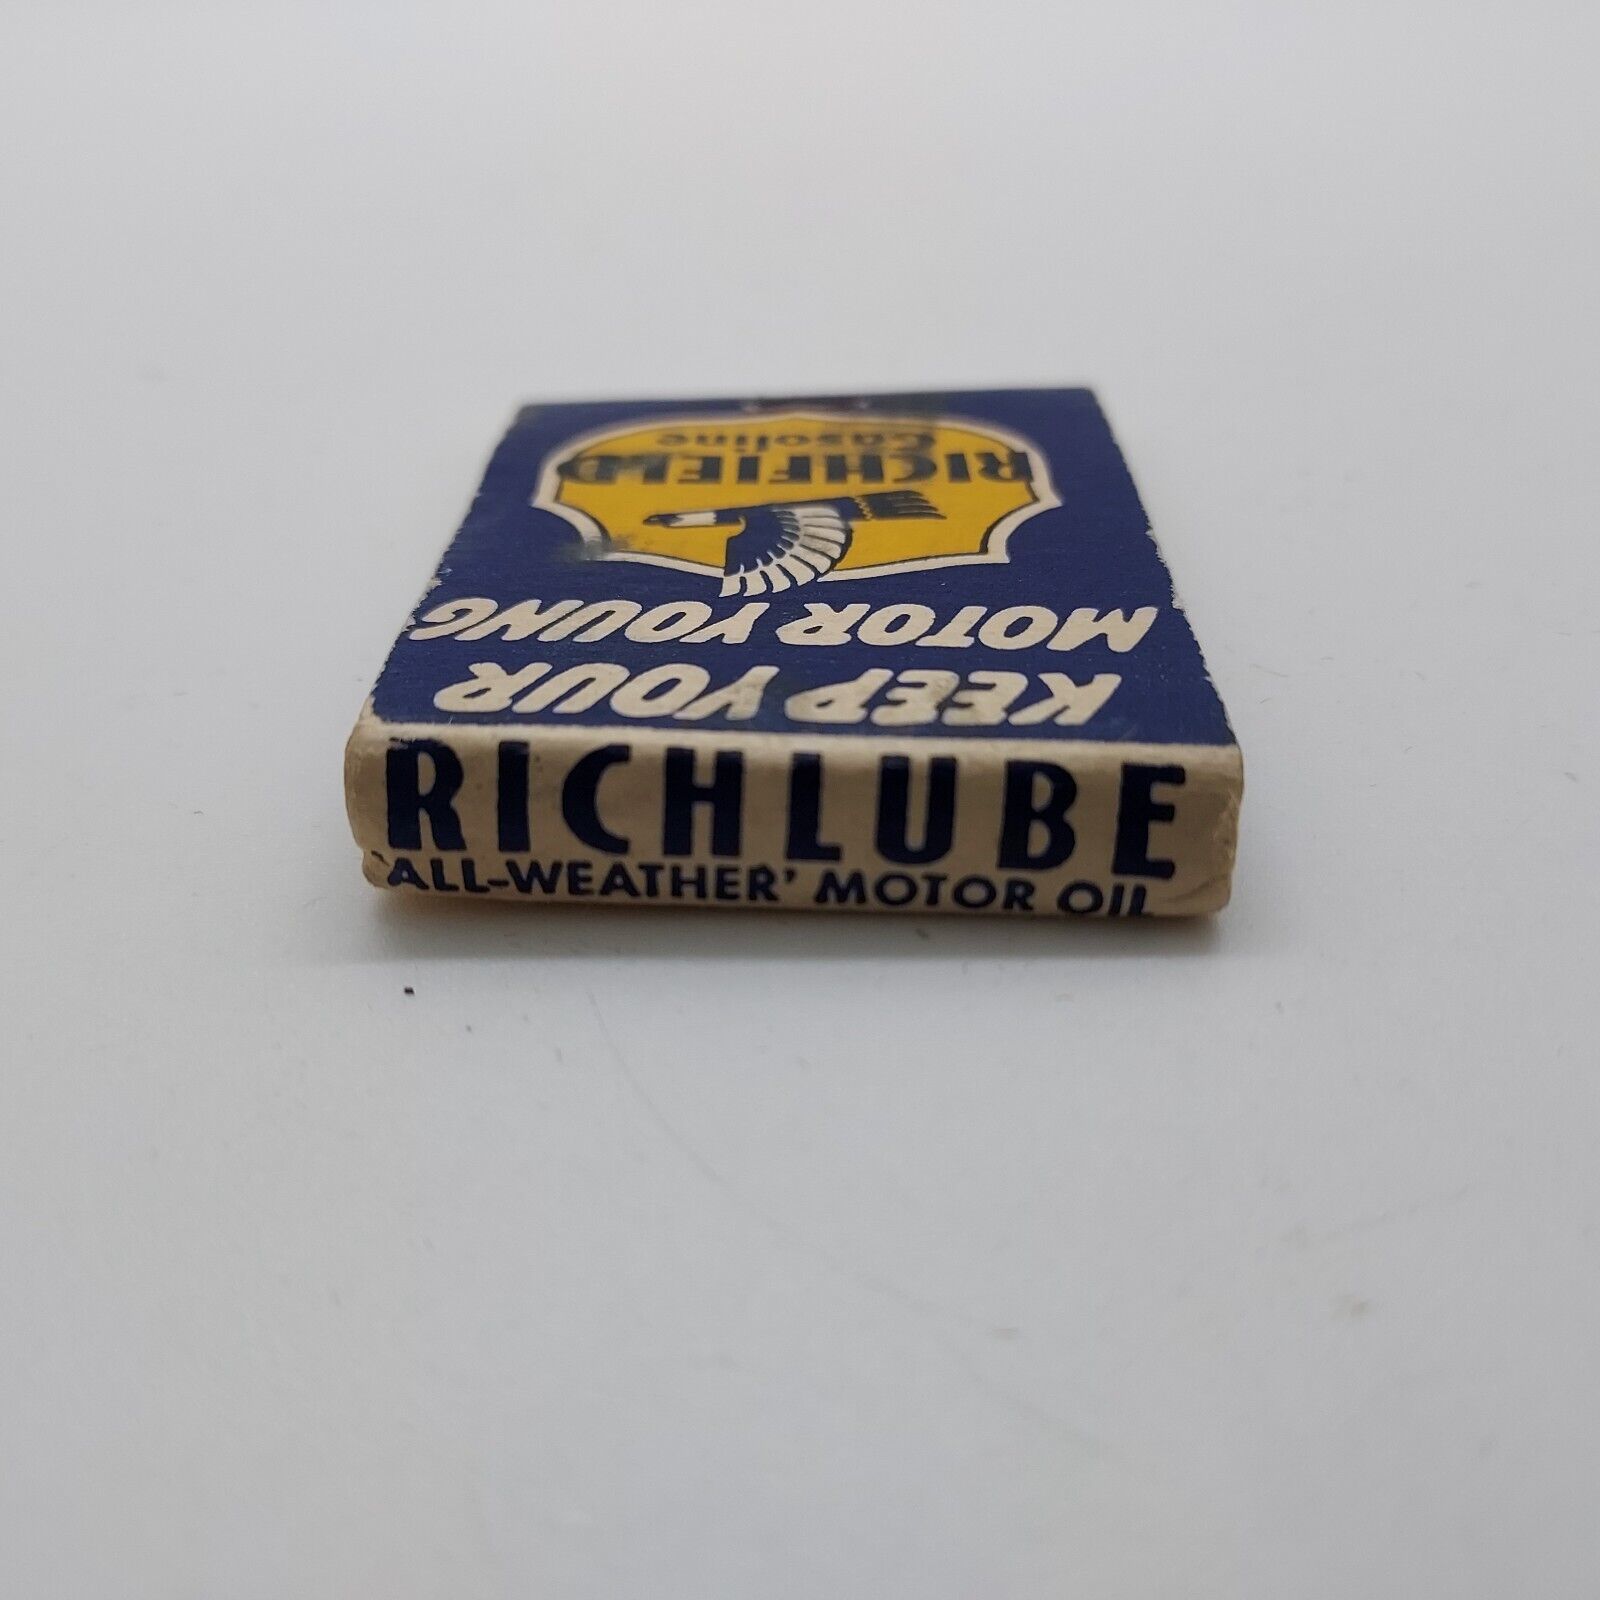 RICHLUBE
'ALL-WEATHER' MOTOR OIL
KEEP YOUR
MOTOR YOUNG
RICHFIELD
Gasoline